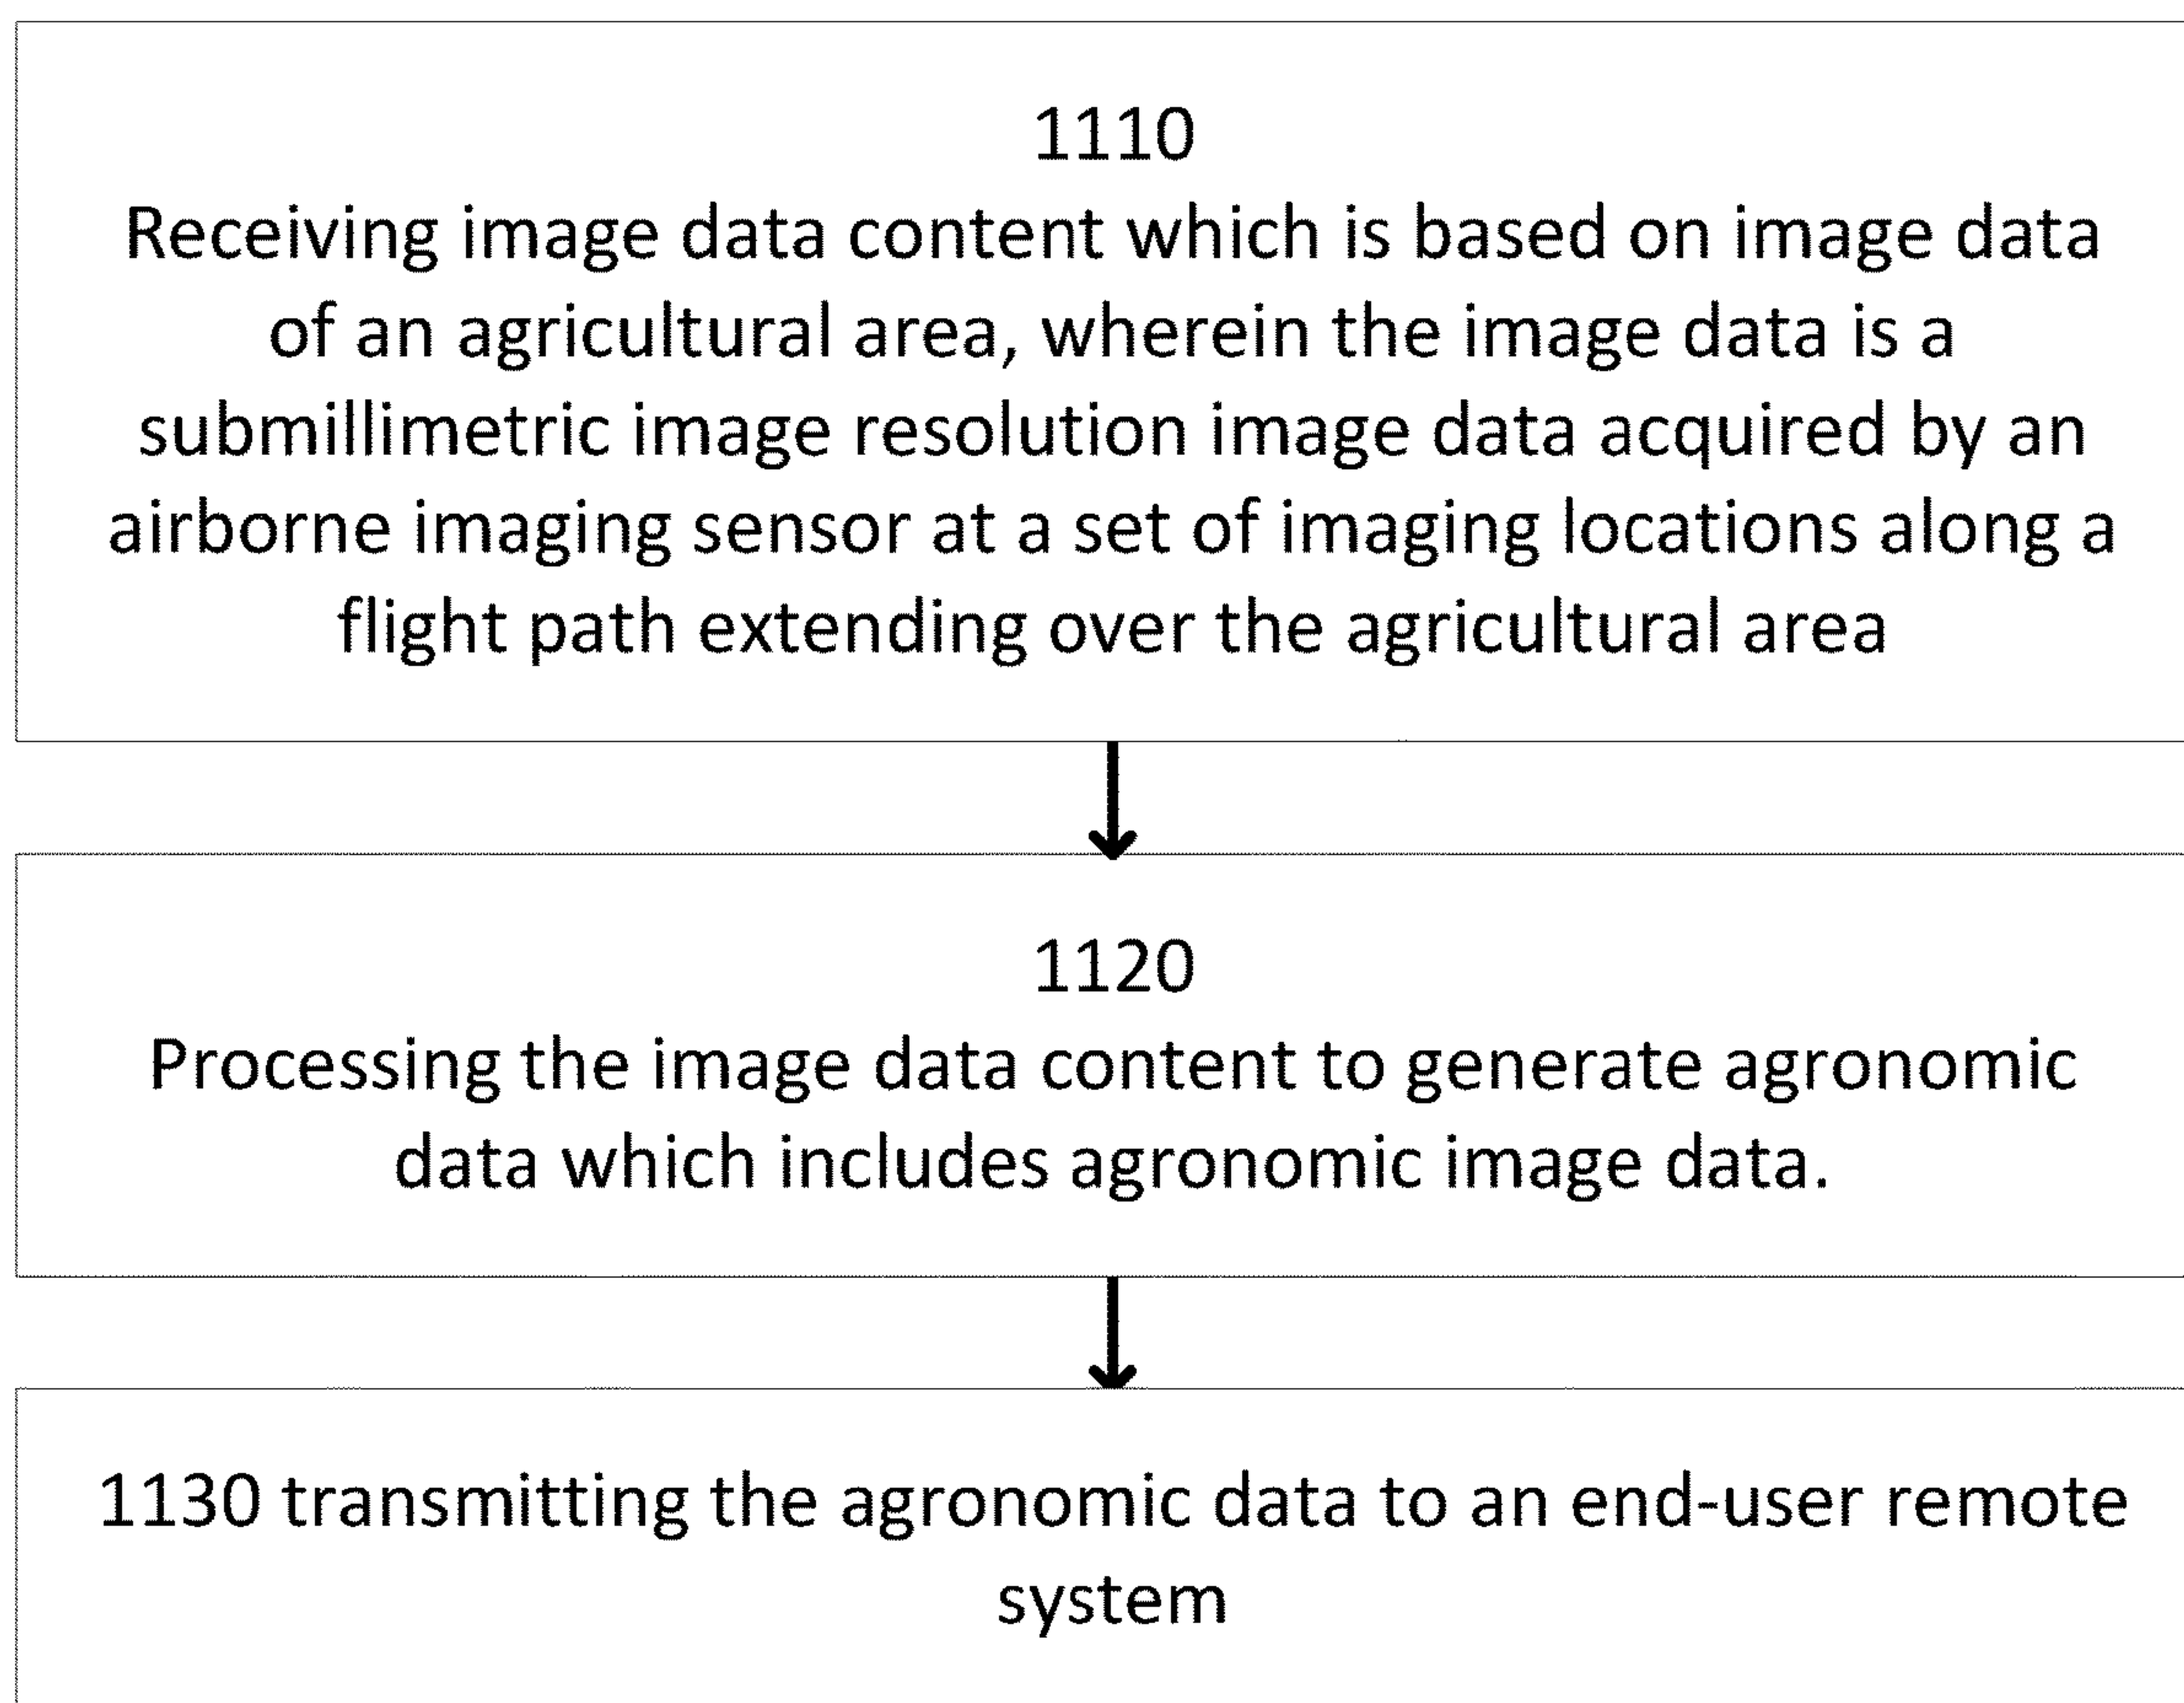 1110
Receiving image data content which is based on image data
of an agricultural area, wherein the image data is a
submillimetric image resolution image data acquired by an
airborne imaging sensor at a set of imaging locations along a
flight path extending over the agricultural area
1120
Processing the image data content to generate agronomic
data which includes agronomic image data.
1130 transmitting the agronomic data to an end-user remote
system